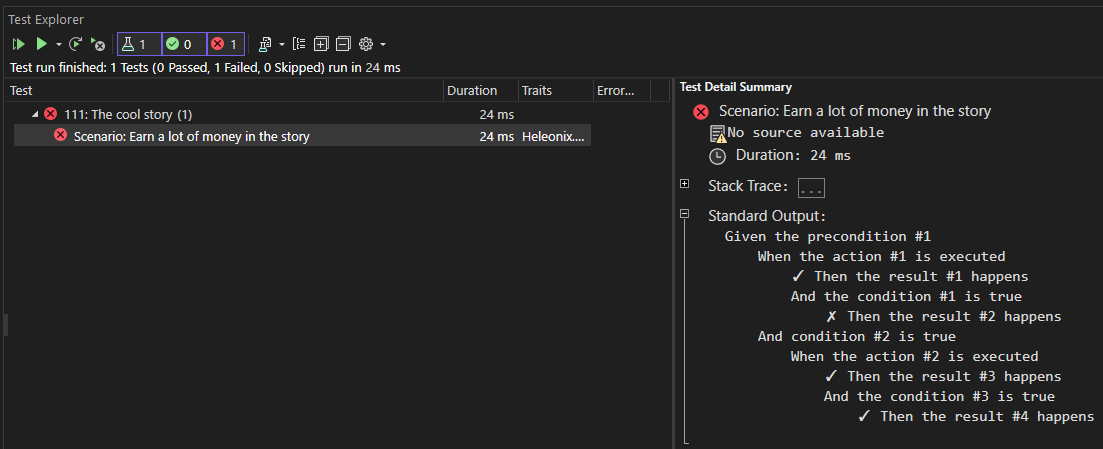 Test Explorer
1 0 1
Test run finished: 1 Tests (0 Passed, 1 Failed, 0 Skipped) run in 24 ms
Test Duration Traits Error...
111: The cool story (1) 24 ms
Scenario: Earn a lot of money in the story 24 ms Heleonix....
Test Detail Summary
Scenario: Earn a lot of money in the story
No source available
Duration: 24 ms
Stack Trace: ...
Standard Output:
Given the precondition #1
When the action #1 is executed
✓ Then the result #1 happens
And the condition #1 is true
✗ Then the result #2 happens
And condition #2 is true
When the action #2 is executed
✓ Then the result #3 happens
And the condition #3 is true
✓ Then the result #4 happens